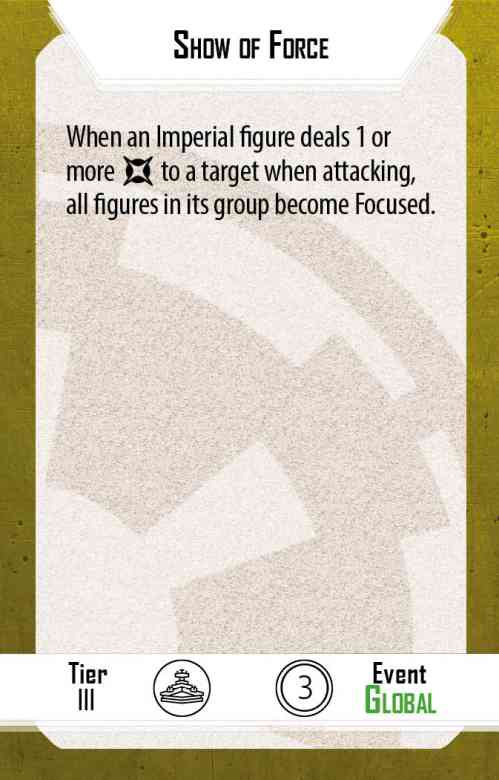 Show of Force
When an Imperial figure deals 1 or
more to a target when attacking,
all figures in its group become Focused.
Tier
III
3
Event
Global